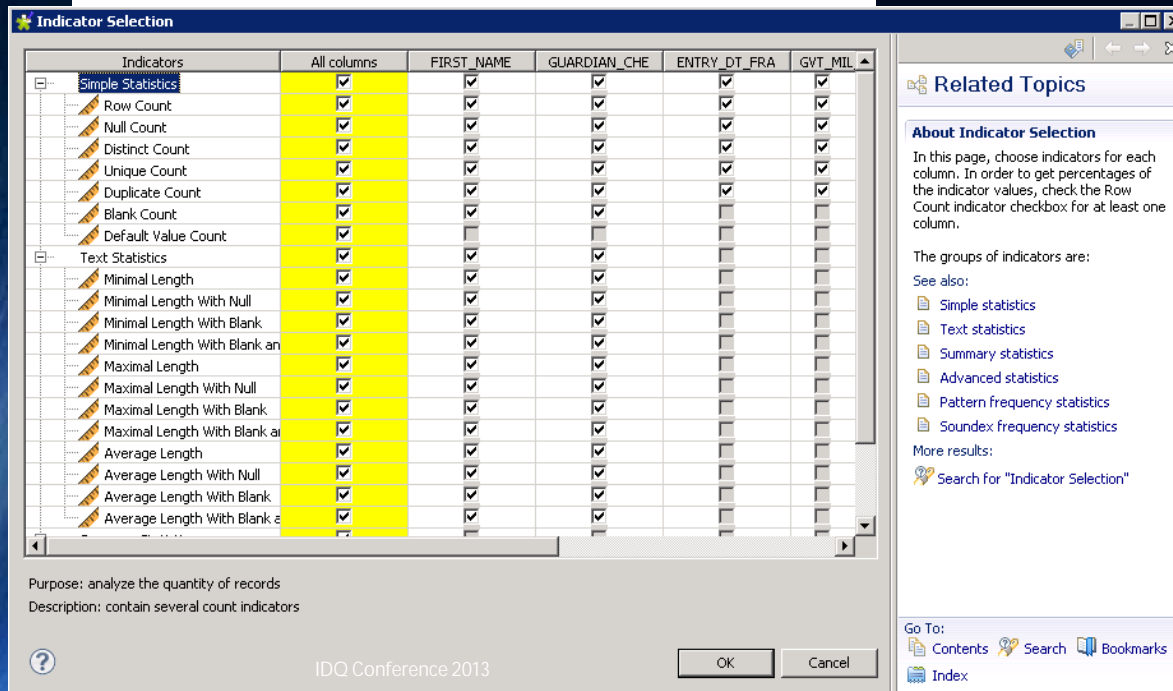 Indicator Selection
Indicators All columns FIRST_NAME GUARDIAN_CHE ENTRY_DT_FRA GVT_MIL
Simple Statistics
Row Count
Null Count
Distinct Count
Unique Count
Duplicate Count
Blank Count
Default Value Count
Text Statistics
Minimal Length
Minimal Length With Null
Minimal Length With Blank
Minimal Length With Blank an
Maximal Length
Maximal Length With Null
Maximal Length With Blank
Maximal Length With Blank a
Average Length
Average Length With Null
Average Length With Blank
Average Length With Blank a
Purpose: analyze the quantity of records
Description: contain several count indicators
IDQ Conference 2013
OK Cancel
Related Topics
About Indicator Selection
In this page, choose indicators for each
column. In order to get percentages of
the indicator values, check the Row
Count indicator checkbox for at least one
column.
The groups of indicators are:
See also:
Simple statistics
Text statistics
Summary statistics
Advanced statistics
Pattern frequency statistics
Soundex frequency statistics
More results:
Search for "Indicator Selection"
Go To:
Contents Search Bookmarks
Index